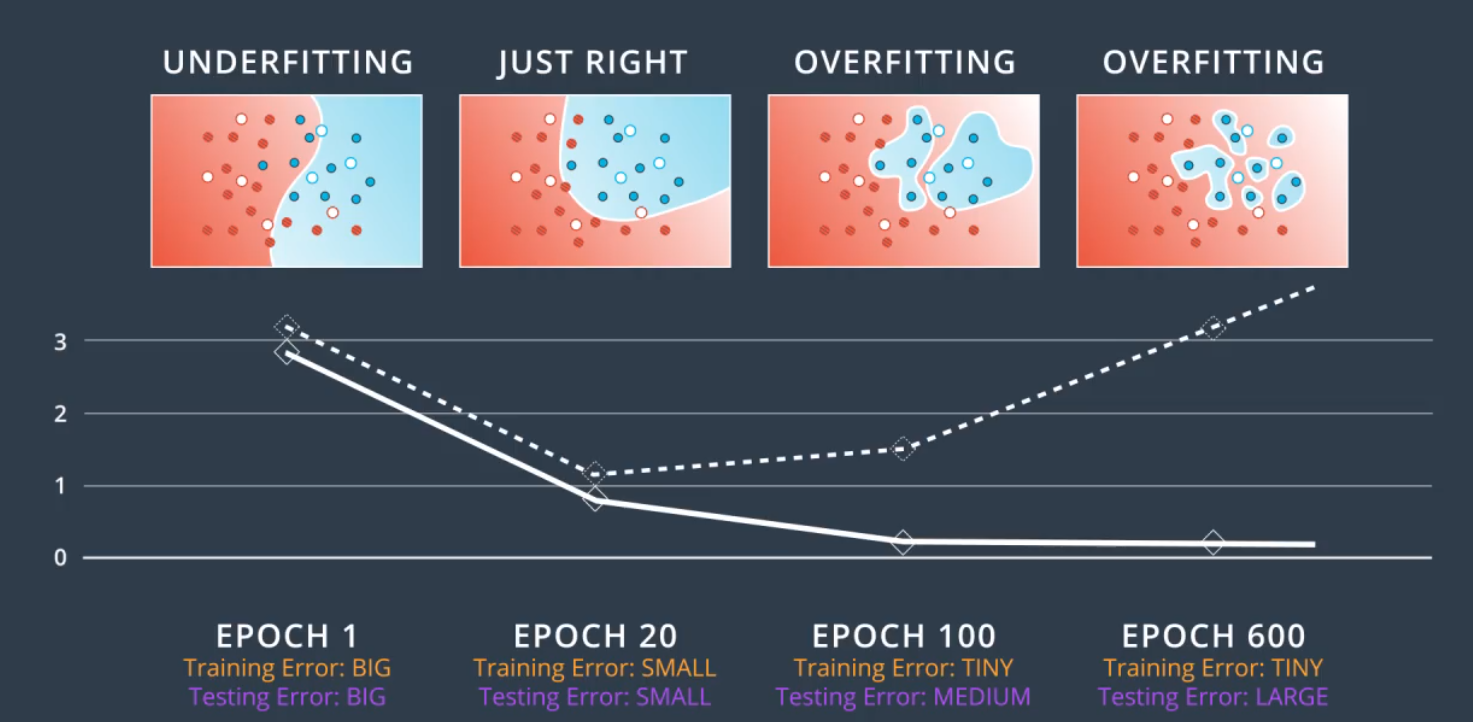 UNDERFITTING
JUST RIGHT
OVERFITTING
OVERFITTING
3
2
1
0
EPOCH 1
Training Error: BIG
Testing Error: BIG
EPOCH 20
Training Error: SMALL
Testing Error: SMALL
EPOCH 100
Training Error: TINY
Testing Error: MEDIUM
EPOCH 600
Training Error: TINY
Testing Error: LARGE